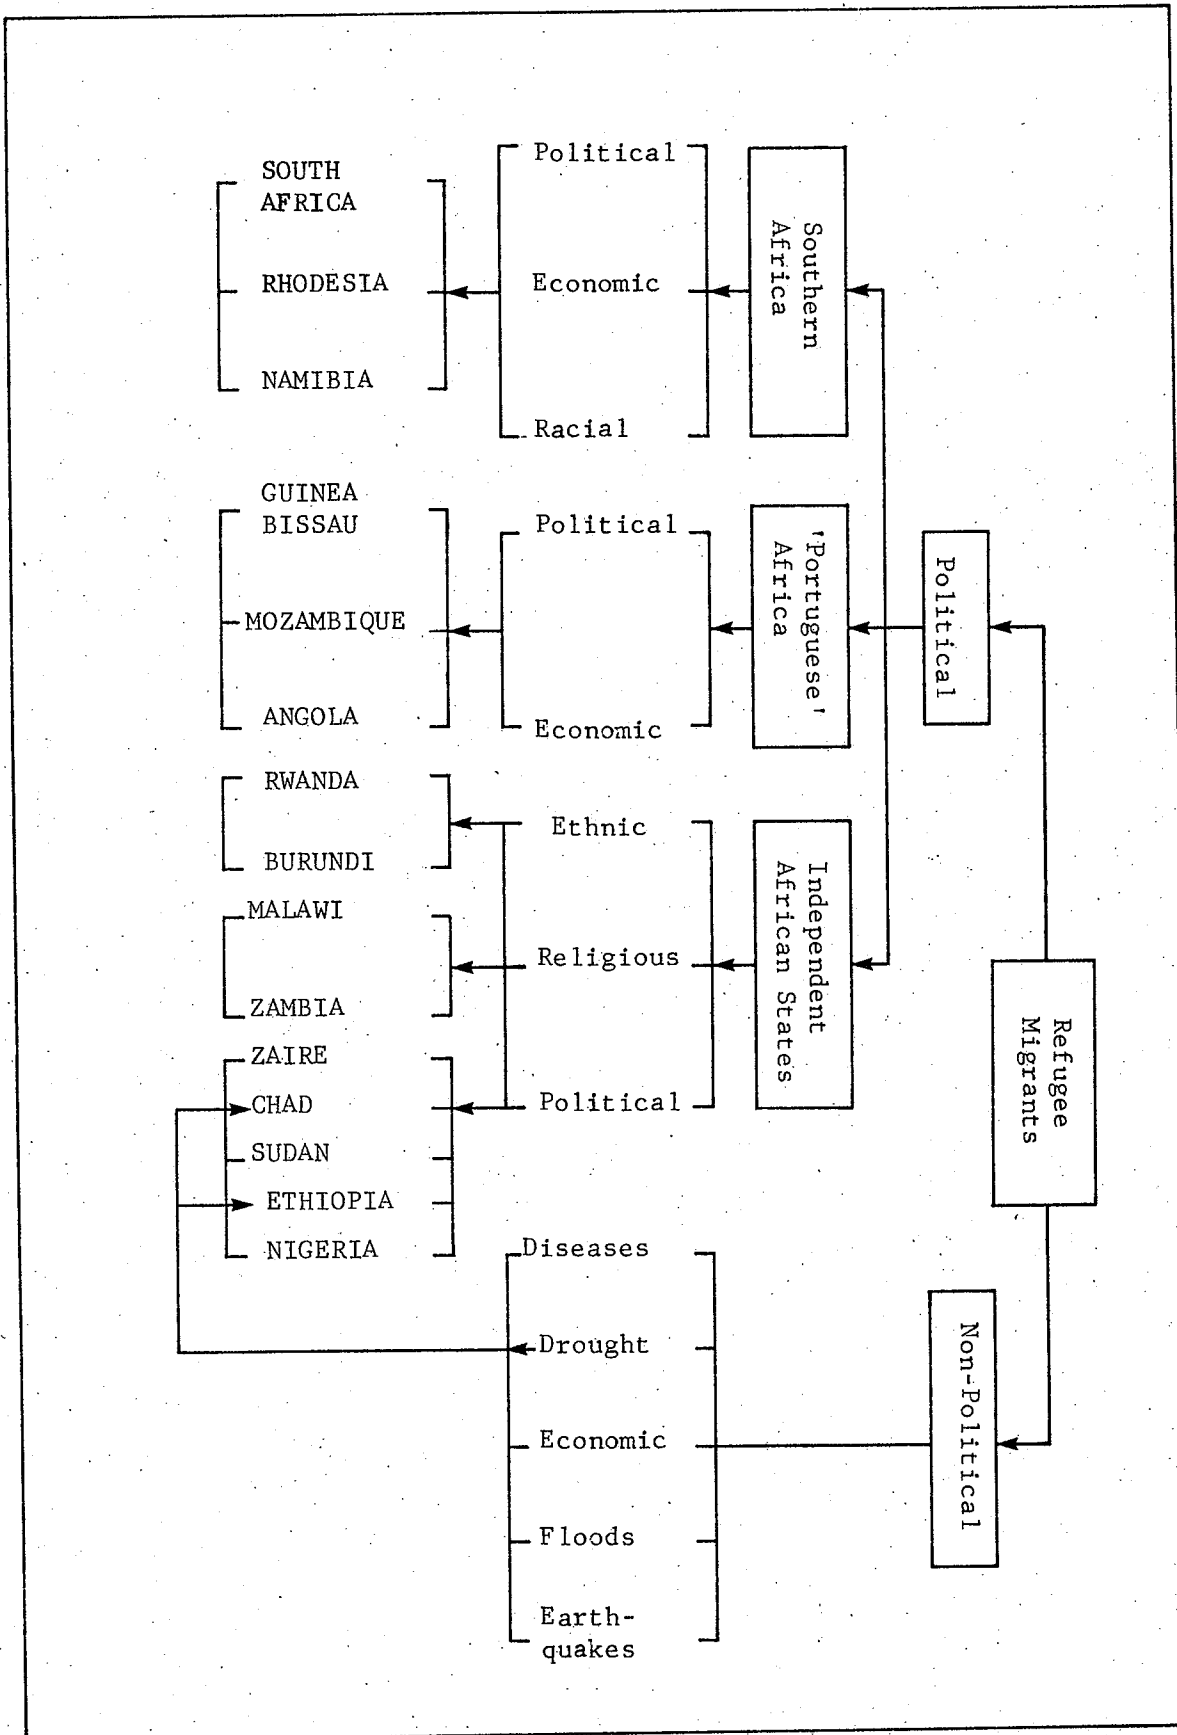 Refugee
Migrants
Political
Non-Political
Southern
Africa
'Portuguese'
Africa
Independent
African States
Political
Economic
Racial
Political
Economic
Ethnic
Religious
Political
Diseases
Drought
Economic
Floods
Earth-
quakes
SOUTH
AFRICA
RHODESIA
NAMIBIA
GUINEA
BISSAU
MOZAMBIQUE
ANGOLA
RWANDA
BURUNDI
MALAWI
ZAMBIA
ZAIRE
CHAD
SUDAN
ETHIOPIA
NIGERIA